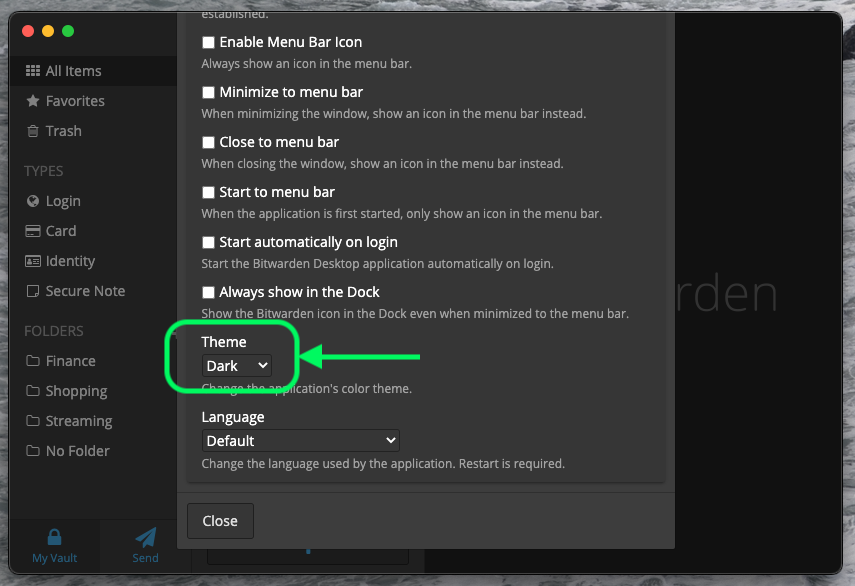 established.
Enable Menu Bar Icon
Always show an icon in the menu bar.
Minimize to menu bar
When minimizing the window, show an icon in the menu bar instead.
Close to menu bar
When closing the window, show an icon in the menu bar instead.
Start to menu bar
When the application is first started, only show an icon in the menu bar.
Start automatically on login
Start the Bitwarden Desktop application automatically on login.
Always show in the Dock
Show the Bitwarden icon in the Dock even when minimized to the menu bar.
Theme
Dark
Change the application's color theme.
Language
Default
Change the language used by the application. Restart is required.
Close
All Items
Favorites
Trash
TYPES
Login
Card
Identity
Secure Note
FOLDERS
Finance
Shopping
Streaming
No Folder
My Vault
Send
arden